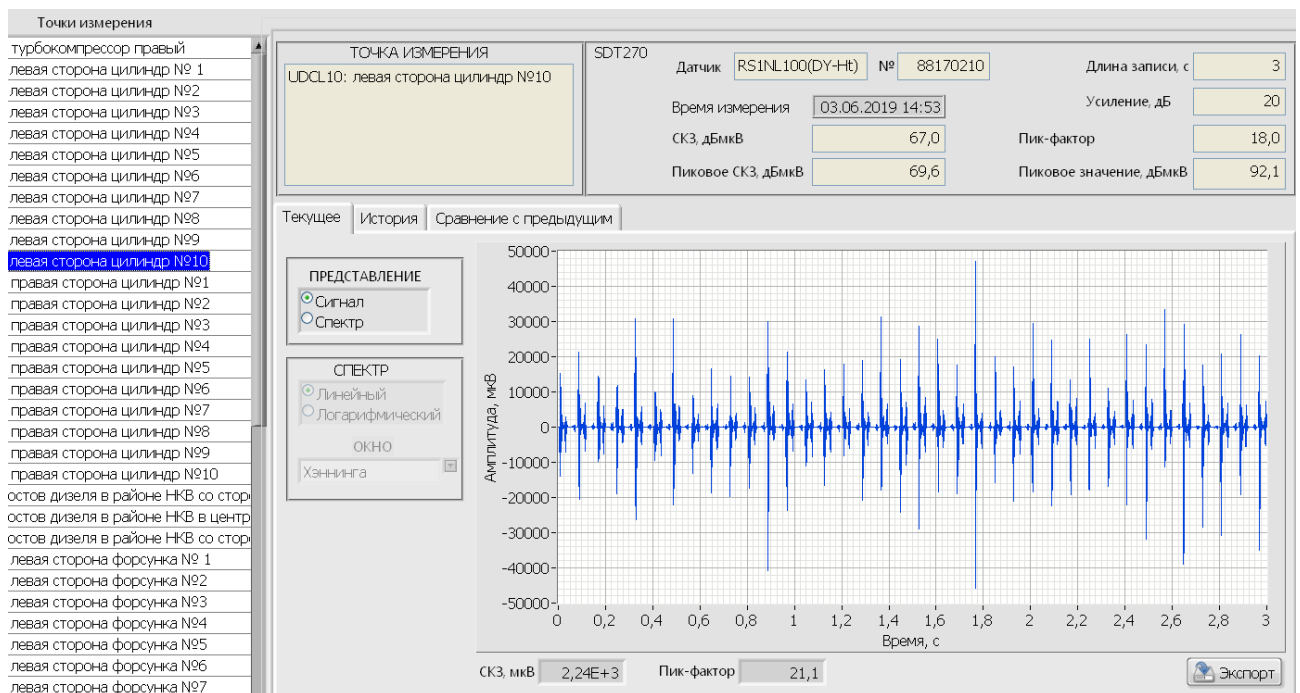 Точки измерения
турбокомпрессор правый
левая сторона цилиндр № 1
левая сторона цилиндр №2
левая сторона цилиндр №3
левая сторона цилиндр №4
левая сторона цилиндр №5
левая сторона цилиндр №6
левая сторона цилиндр №7
левая сторона цилиндр №8
левая сторона цилиндр №9
левая сторона цилиндр №10
правая сторона цилиндр №1
правая сторона цилиндр №2
правая сторона цилиндр №3
правая сторона цилиндр №4
правая сторона цилиндр №5
правая сторона цилиндр №6
правая сторона цилиндр №7
правая сторона цилиндр №8
правая сторона цилиндр №9
правая сторона цилиндр №10
остов дизеля в районе НКВ со стор
остов дизеля в районе НКВ в центр
остов дизеля в районе НКВ со стор
левая сторона форсунка № 1
левая сторона форсунка №2
левая сторона форсунка №3
левая сторона форсунка №4
левая сторона форсунка №5
левая сторона форсунка №6
левая сторона форсунка №7
ТОЧКА ИЗМЕРЕНИЯ
UDCL10: левая сторона цилиндр №10
SDT270
Датчик RS1NL100(DY-Ht) № 88170210 Длина записи, с 3
Время измерения 03.06.2019 14:53 Усиление, дБ 20
СКЗ, дБмкВ 67,0 Пик-фактор 18,0
Пиковое СКЗ, дБмкВ 69,6 Пиковое значение, дБмкВ 92,1
Текущее История Сравнение с предыдущим
ПРЕДСТАВЛЕНИЕ
Сигнал
Спектр
СПЕКТР
Линейный
Логарифмический
ОКНО
Хэннинга
Амплитуда, мкВ
50000
40000
30000
20000
10000
0
-10000
-20000
-30000
-40000
-50000
0 0,2 0,4 0,6 0,8 1 1,2 1,4 1,6 1,8 2 2,2 2,4 2,6 2,8 3
Время, с
СКЗ, мкВ 2,24E+3 Пик-фактор 21,1 Экспорт